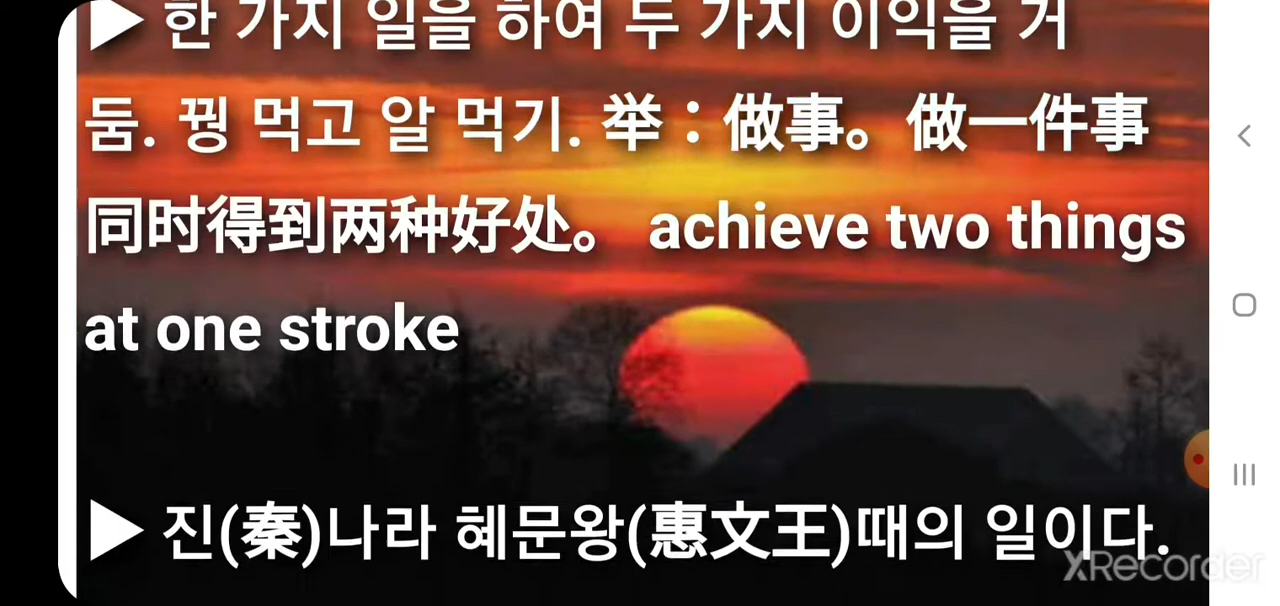 ▶ 한 가지 일을 하여 두 가지 이익을 거
둠. 꿩 먹고 알 먹기. 举：做事。做一件事
同时得到两种好处。 achieve two things
at one stroke
▶ 진(秦)나라 혜문왕(惠文王)때의 일이다.
XRecorder